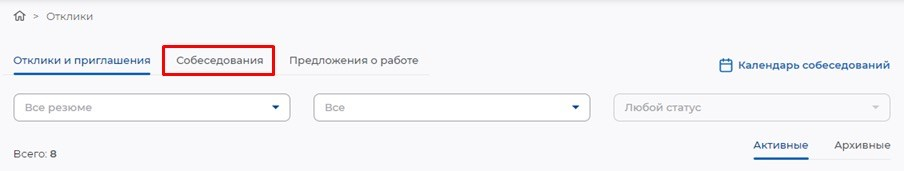 > Отклики
Отклики и приглашения Собеседования Предложения о работе
Календарь собеседований
Все резюме Все Любой статус
Активные Архивные
Всего: 8